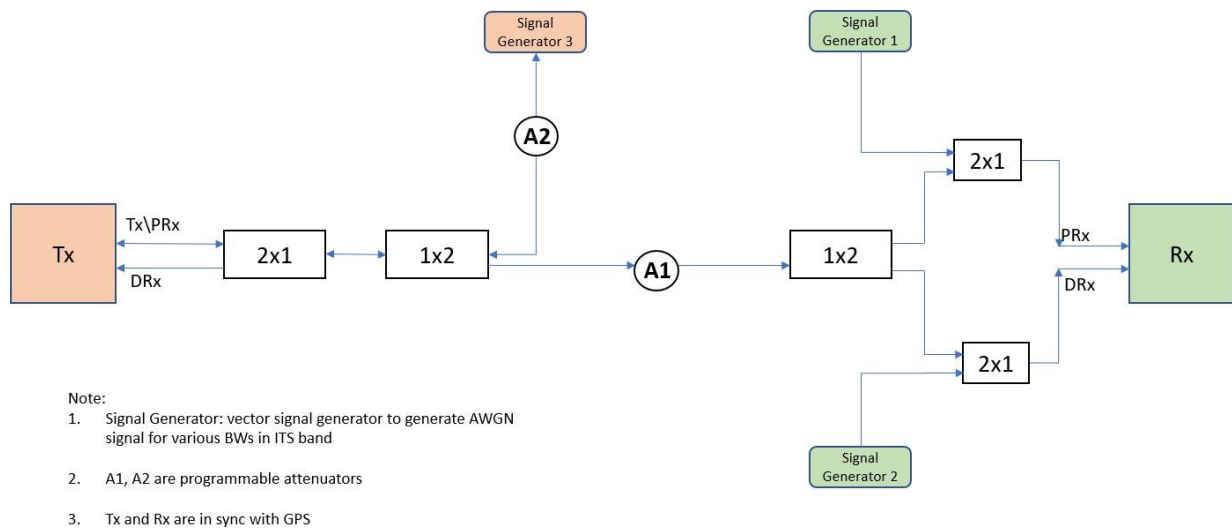 Signal
Generator 3
Signal
Generator 1
A2
2x1
Tx\PRx
PRx
Tx
2x1
1x2
A1
1x2
Rx
DRx
DRx
2x1
Note:
1. Signal Generator: vector signal generator to generate AWGN
signal for various BWs in ITS band
Signal
Generator 2
2. A1, A2 are programmable attenuators
3. Tx and Rx are in sync with GPS